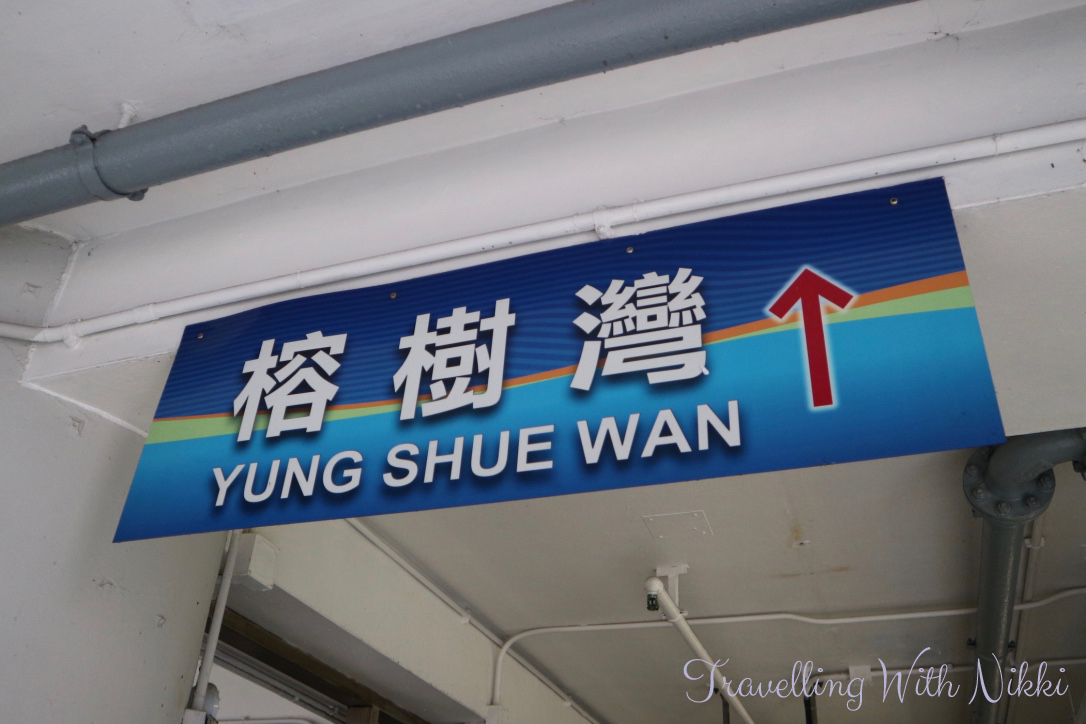 榕樹灣
YUNG SHUE WAN
Travelling With Nikki